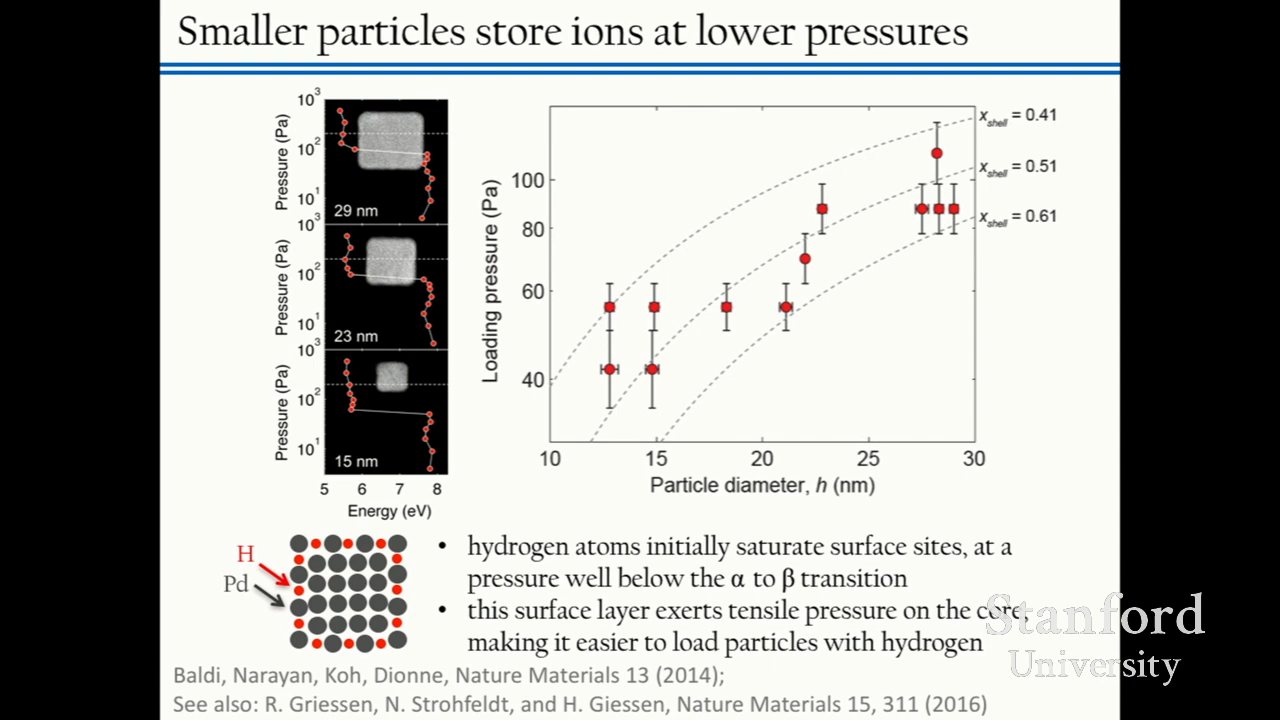 Smaller particles store ions at lower pressures
10³
10²
10¹
Pressure (Pa)
29 nm
10³
10²
10¹
Pressure (Pa)
23 nm
10³
10²
10¹
Pressure (Pa)
15 nm
5 6 7 8
Energy (eV)
Loading pressure (Pa)
100
80
60
40
10 15 20 25 30
Particle diameter, h (nm)
xshell = 0.41
xshell = 0.51
xshell = 0.61
H
Pd
• hydrogen atoms initially saturate surface sites, at a
pressure well below the α to β transition
• this surface layer exerts tensile pressure on the core,
making it easier to load particles with hydrogen
Stanford
University
Baldi, Narayan, Koh, Dionne, Nature Materials 13 (2014);
See also: R. Griessen, N. Strohfeldt, and H. Giessen, Nature Materials 15, 311 (2016)